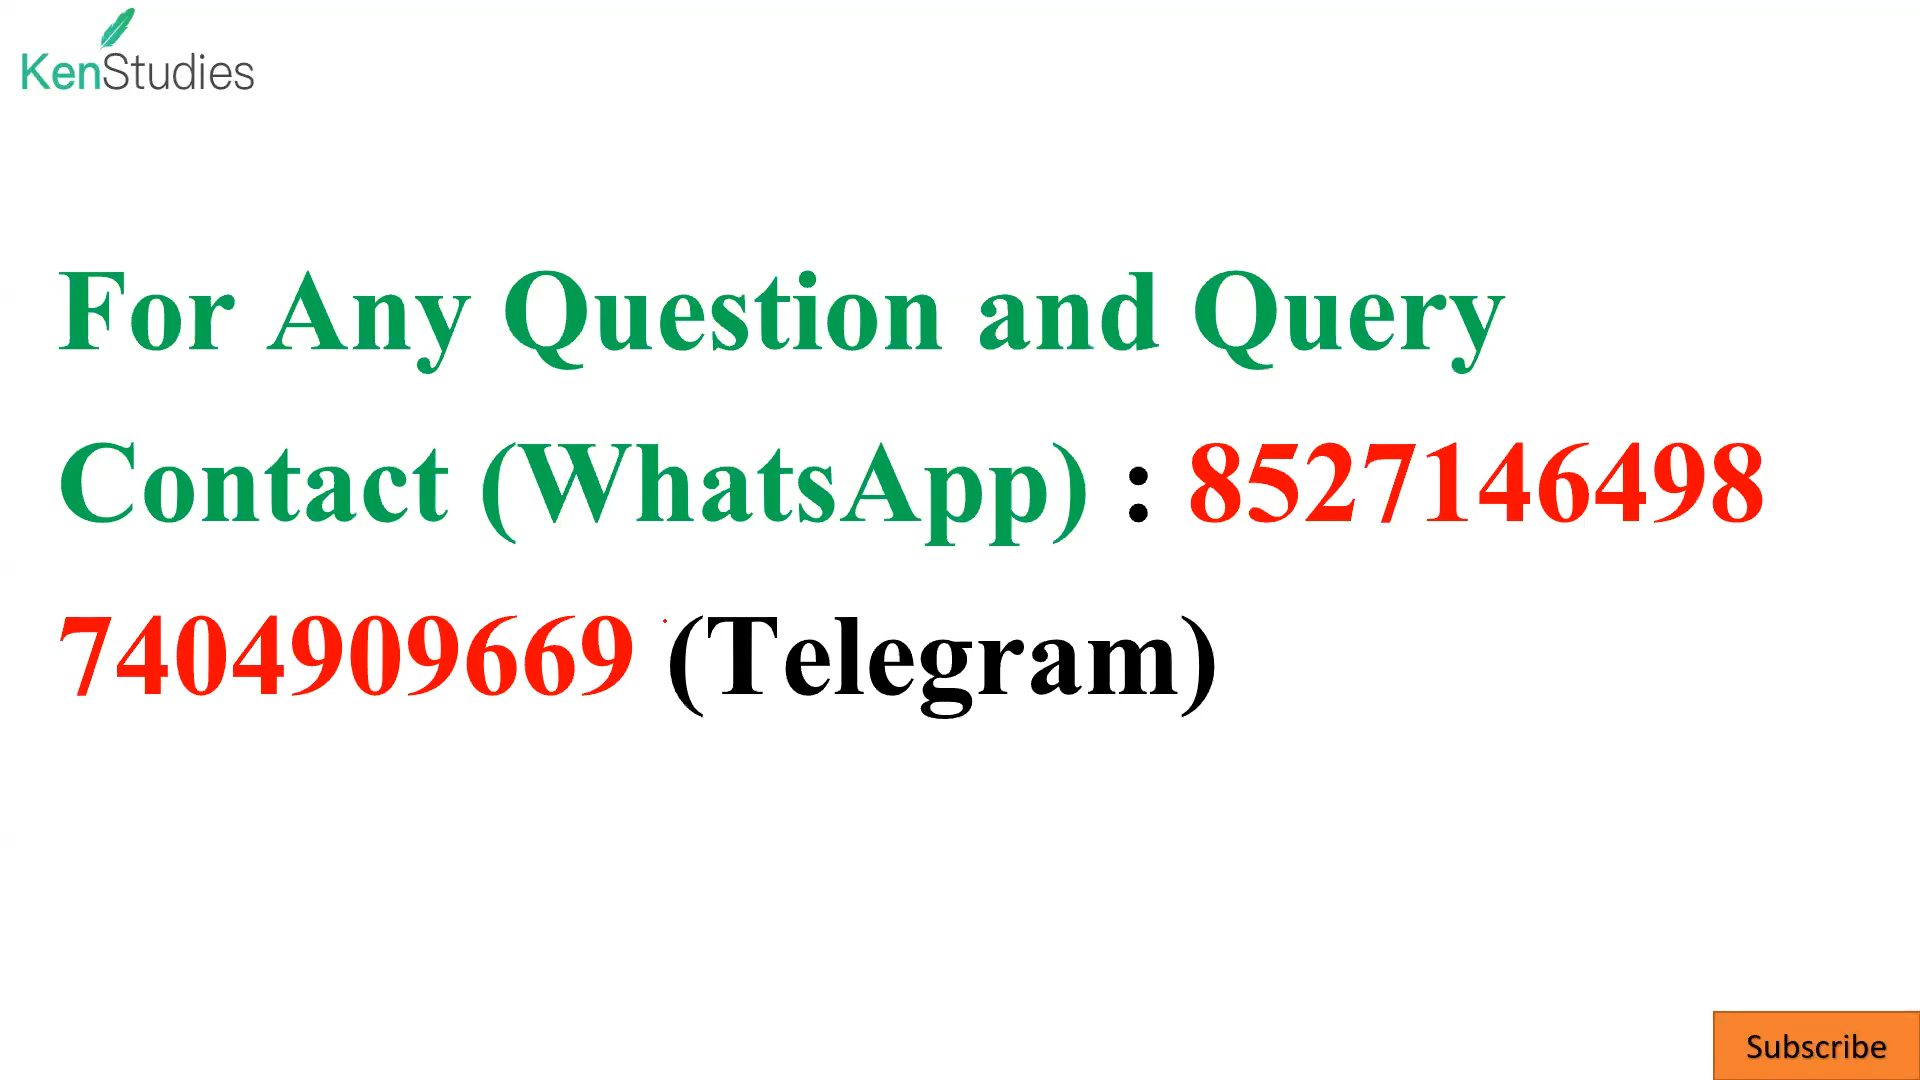 KenStudies
For Any Question and Query
Contact (WhatsApp) : 8527146498
7404909669 (Telegram)
Subscribe